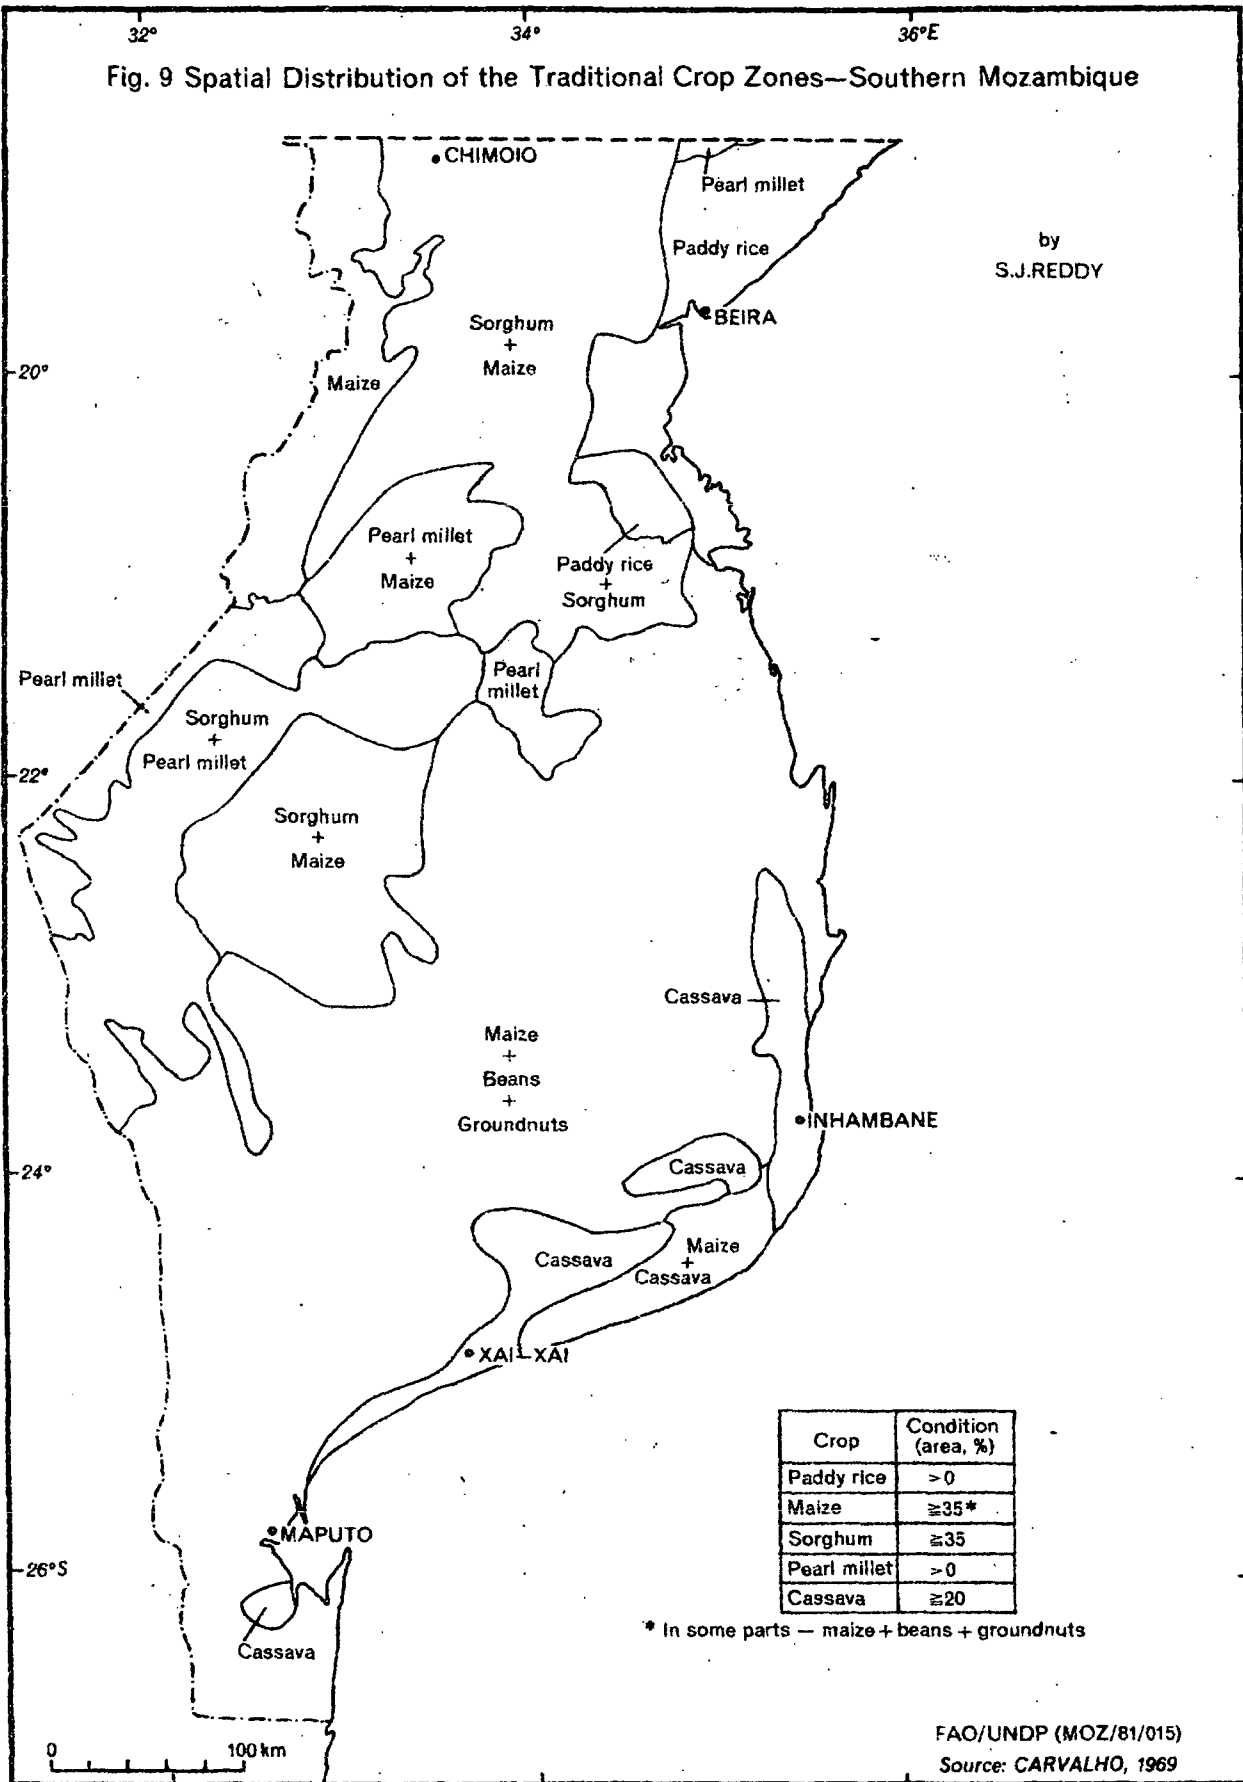 32°
34°
36°E
Fig. 9 Spatial Distribution of the Traditional Crop Zones—Southern Mozambique
CHIMOIO
Pearl millet
Paddy rice
by
S.J.REDDY
BEIRA
Sorghum
+
Maize
20°
Maize
Pearl millet
+
Maize
Paddy rice
+
Sorghum
Pearl
millet
Pearl millet
Sorghum
+
Pearl millet
22°
Sorghum
+
Maize
Cassava
Maize
+
Beans
+
Groundnuts
INHAMBANE
24°
Cassava
Cassava
Maize
+
Cassava
XAI-XAI
Crop Condition
(area, %)
Paddy rice >0
Maize ≧35*
Sorghum ≧35
Pearl millet >0
Cassava ≧20
* In some parts — maize + beans + groundnuts
MAPUTO
26°S
Cassava
0 100 km
FAO/UNDP (MOZ/81/015)
Source: CARVALHO, 1969